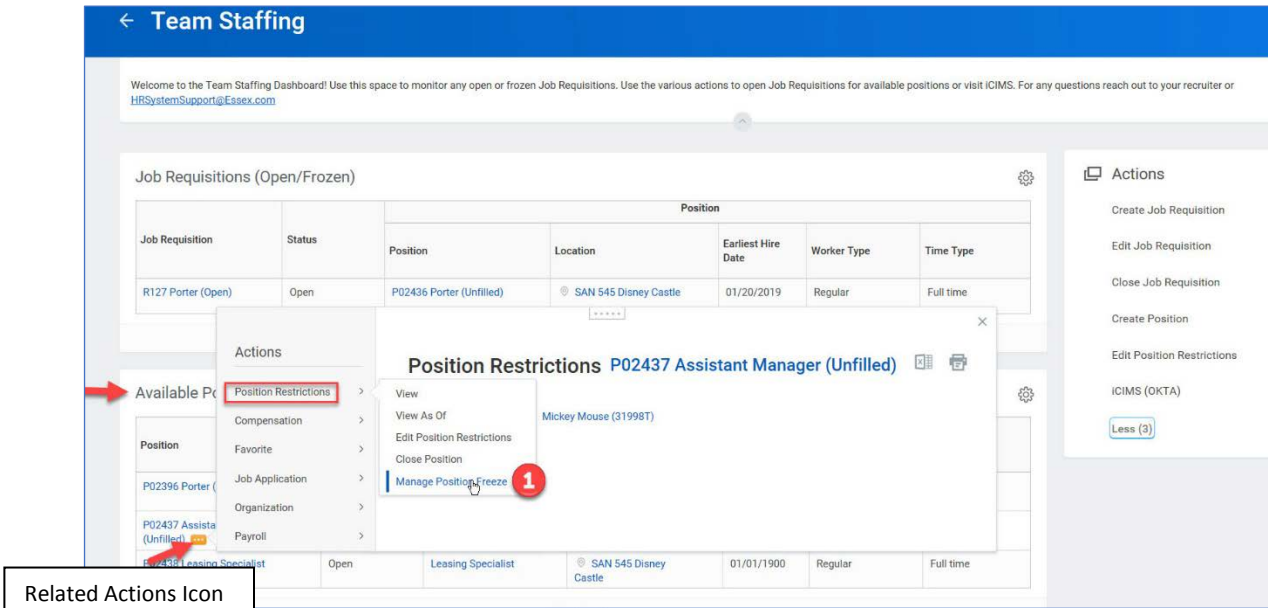 Team Staffing
Welcome to the Team Staffing Dashboard! Use this space to monitor any open or frozen Job Requisitions. Use the various actions to open Job Requisitions for available positions or visit iCIMS. For any questions reach out to your recruiter or
HRSystemSupport@Essex.com
Job Requisitions (Open/Frozen)
Position
Job Requisition
Status
Position
Location
Earliest Hire
Date
Worker Type
Time Type
R127 Porter (Open)
Open
P02436 Porter (Unfilled)
SAN 545 Disney Castle
01/20/2019
Regular
Full time
Actions
Create Job Requisition
Edit Job Requisition
Close Job Requisition
Create Position
Edit Position Restrictions
iCIMS (OKTA)
Less (3)
Actions
Position Restrictions
Compensation
Favorite
Job Application
Organization
Payroll
Position Restrictions P02437 Assistant Manager (Unfilled)
View
View As Of
Edit Position Restrictions
Close Position
Manage Position Freeze
1
Mickey Mouse (31998T)
Available Po
Position
P02396 Porter (
P02437 Assista
(Unfilled)
P02438 Leasing Specialist
Open
Leasing Specialist
SAN 545 Disney
Castle
01/01/1900
Regular
Full time
Related Actions Icon